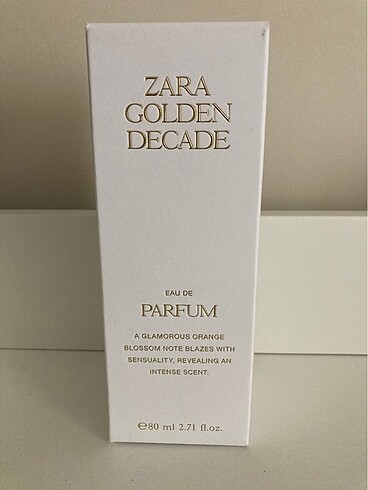 ZARA
GOLDEN
DECADE
EAU DE
PARFUM
A GLAMOROUS ORANGE
BLOSSOM NOTE BLAZES WITH
SENSUALITY, REVEALING AN
INTENSE SCENT.
℮80 ml 2.71 fl.oz.